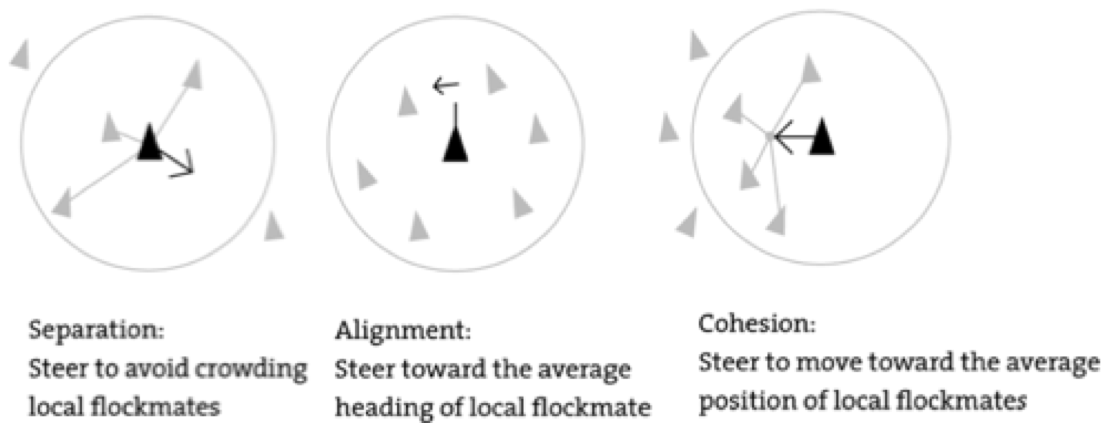 Separation:
Steer to avoid crowding
local flockmates
Alignment:
Steer toward the average
heading of local flockmate
Cohesion:
Steer to move toward the average
position of local flockmates